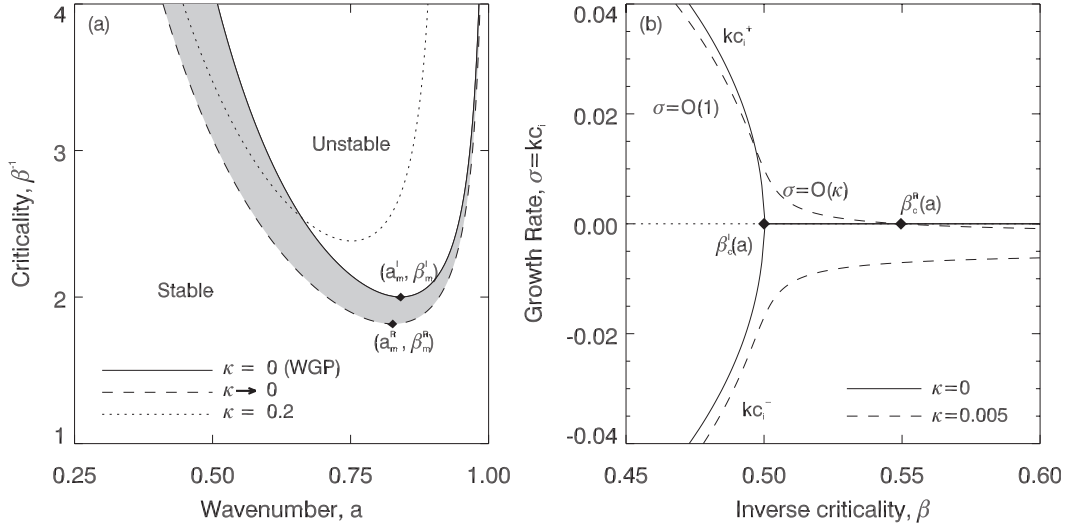 (a)
Criticality, β⁻¹
4
3
2
1
Unstable
Stable
(aₘᴵ, βₘᴵ)
(aₘᴿ, βₘᴿ)
κ = 0 (WGP)
κ→ 0
κ = 0.2
0.25 0.50 0.75 1.00
Wavenumber, a
(b)
Growth Rate, σ=kcᵢ
0.04
0.02
0.00
-0.02
-0.04
kcᵢ⁺
σ=O(1)
σ=O(κ)
β꜀ᴿ(a)
β꜀ᴵ(a)
kcᵢ⁻
κ=0
κ=0.005
0.45 0.50 0.55 0.60
Inverse criticality, β